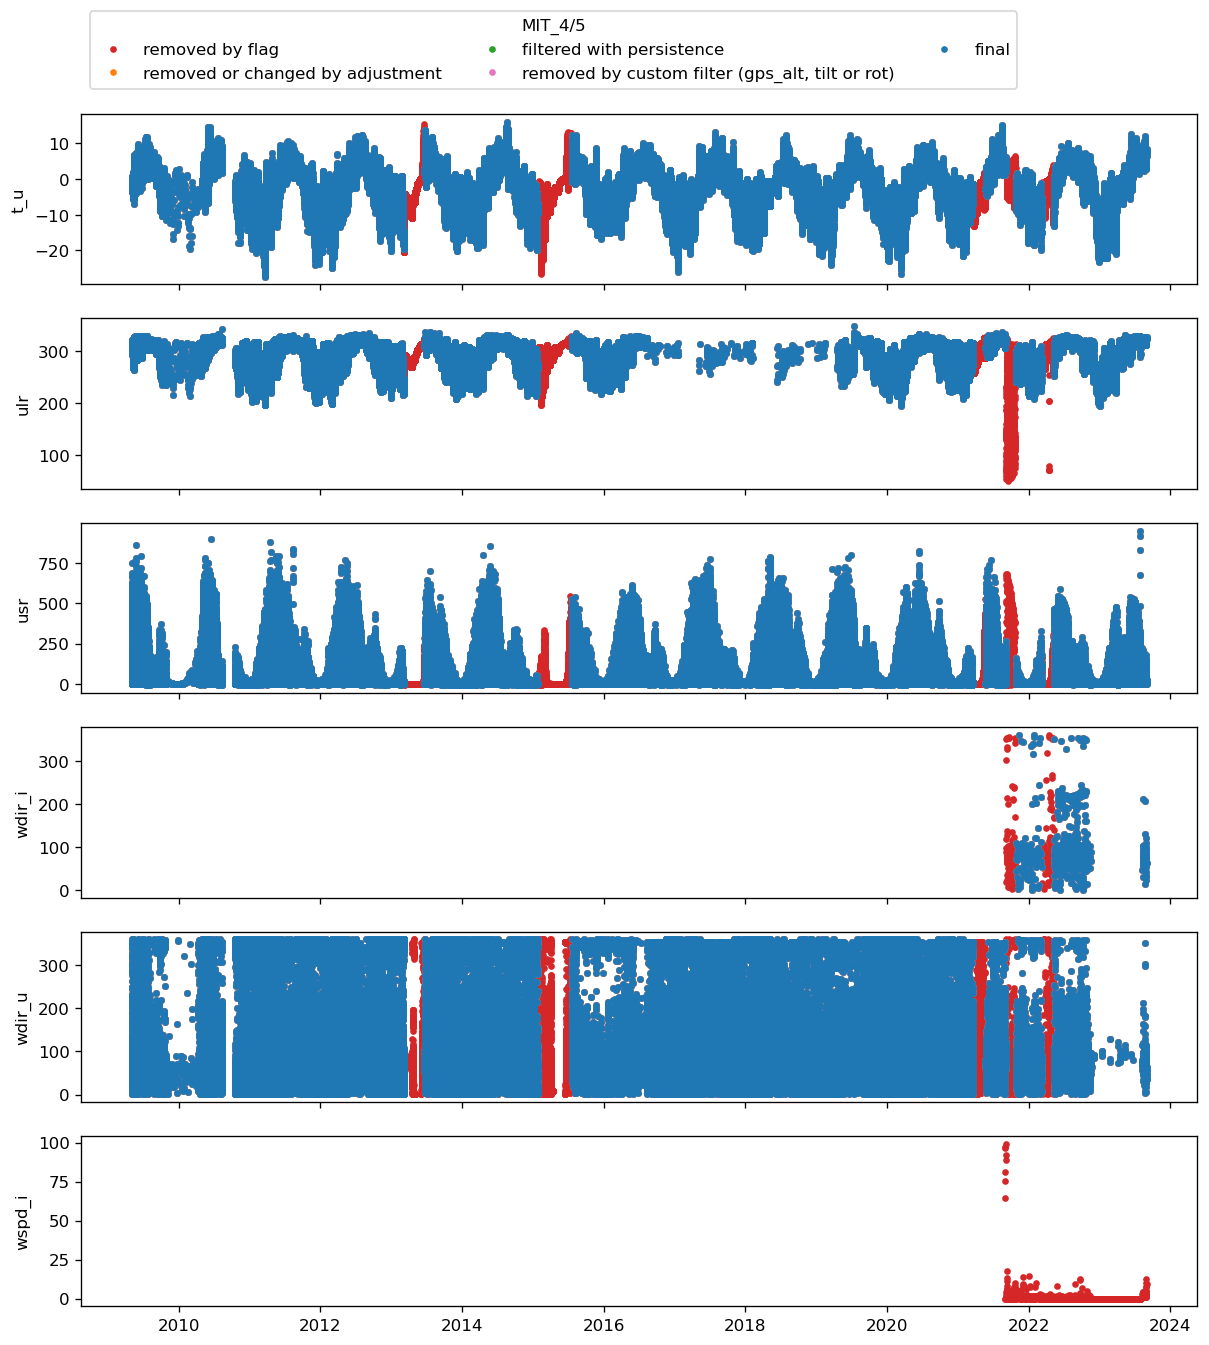 MIT_4/5
removed by flag
filtered with persistence
final
removed or changed by adjustment
removed by custom filter (gps_alt, tilt or rot)
10
0
−10
−20
t_u
300
200
100
ulr
750
500
250
0
usr
300
200
100
0
wdir_i
300
200
100
0
wdir_u
100
75
50
25
0
wspd_i
2010
2012
2014
2016
2018
2020
2022
2024